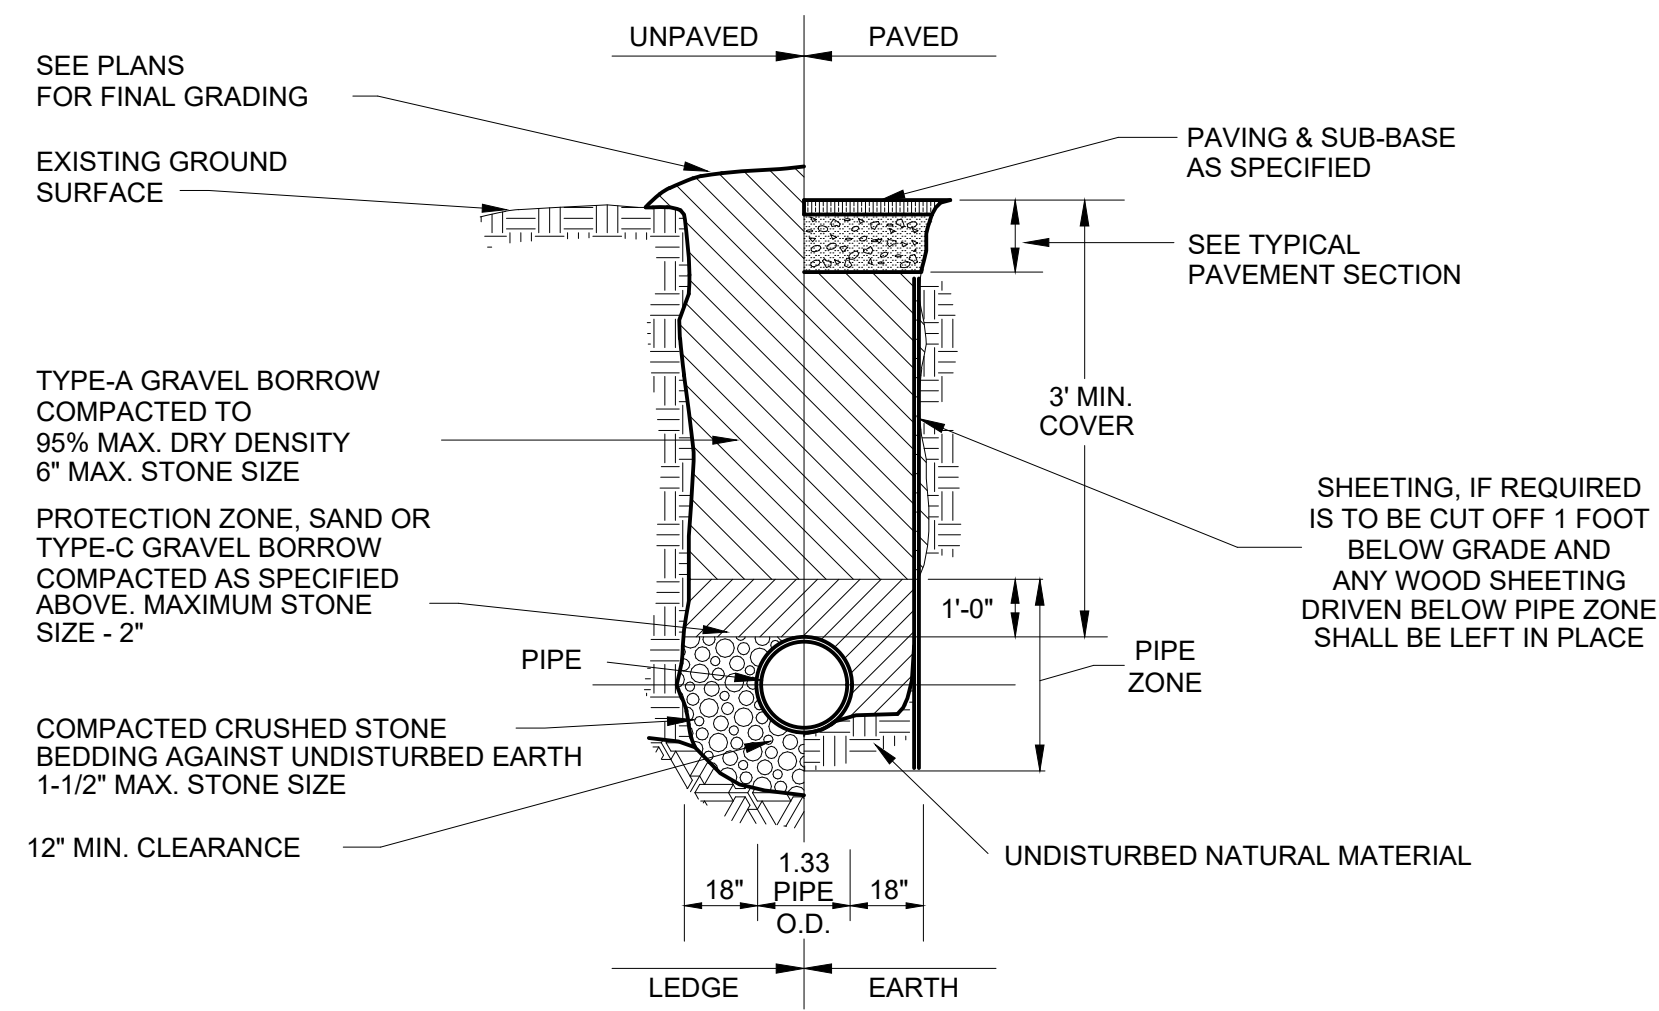 UNPAVED
PAVED
SEE PLANS
FOR FINAL GRADING
EXISTING GROUND
SURFACE
PAVING & SUB-BASE
AS SPECIFIED
SEE TYPICAL
PAVEMENT SECTION
TYPE-A GRAVEL BORROW
COMPACTED TO
95% MAX. DRY DENSITY
6" MAX. STONE SIZE
3' MIN.
COVER
PROTECTION ZONE, SAND OR
TYPE-C GRAVEL BORROW
COMPACTED AS SPECIFIED
ABOVE. MAXIMUM STONE
SIZE - 2"
SHEETING, IF REQUIRED
IS TO BE CUT OFF 1 FOOT
BELOW GRADE AND
ANY WOOD SHEETING
DRIVEN BELOW PIPE ZONE
SHALL BE LEFT IN PLACE
1'-0"
PIPE
PIPE
ZONE
COMPACTED CRUSHED STONE
BEDDING AGAINST UNDISTURBED EARTH
1-1/2" MAX. STONE SIZE
12" MIN. CLEARANCE
UNDISTURBED NATURAL MATERIAL
18"
1.33
PIPE
O.D.
18"
LEDGE
EARTH